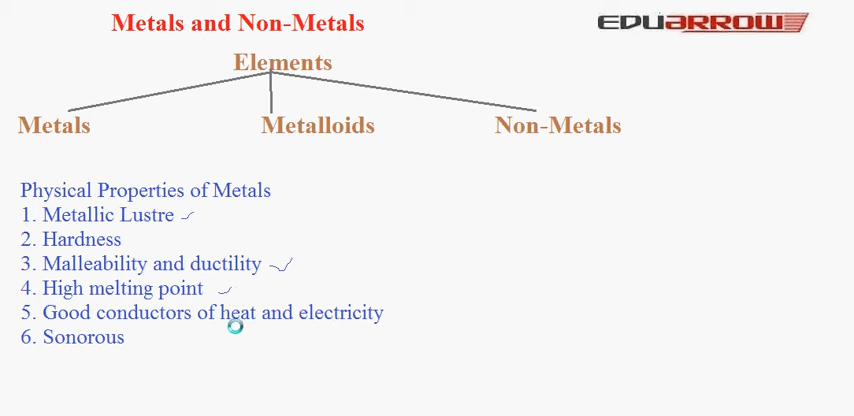 Metals and Non-Metals
EDUARROW
Elements
Metals Metalloids Non-Metals
Physical Properties of Metals
1. Metallic Lustre
2. Hardness
3. Malleability and ductility
4. High melting point
5. Good conductors of heat and electricity
6. Sonorous